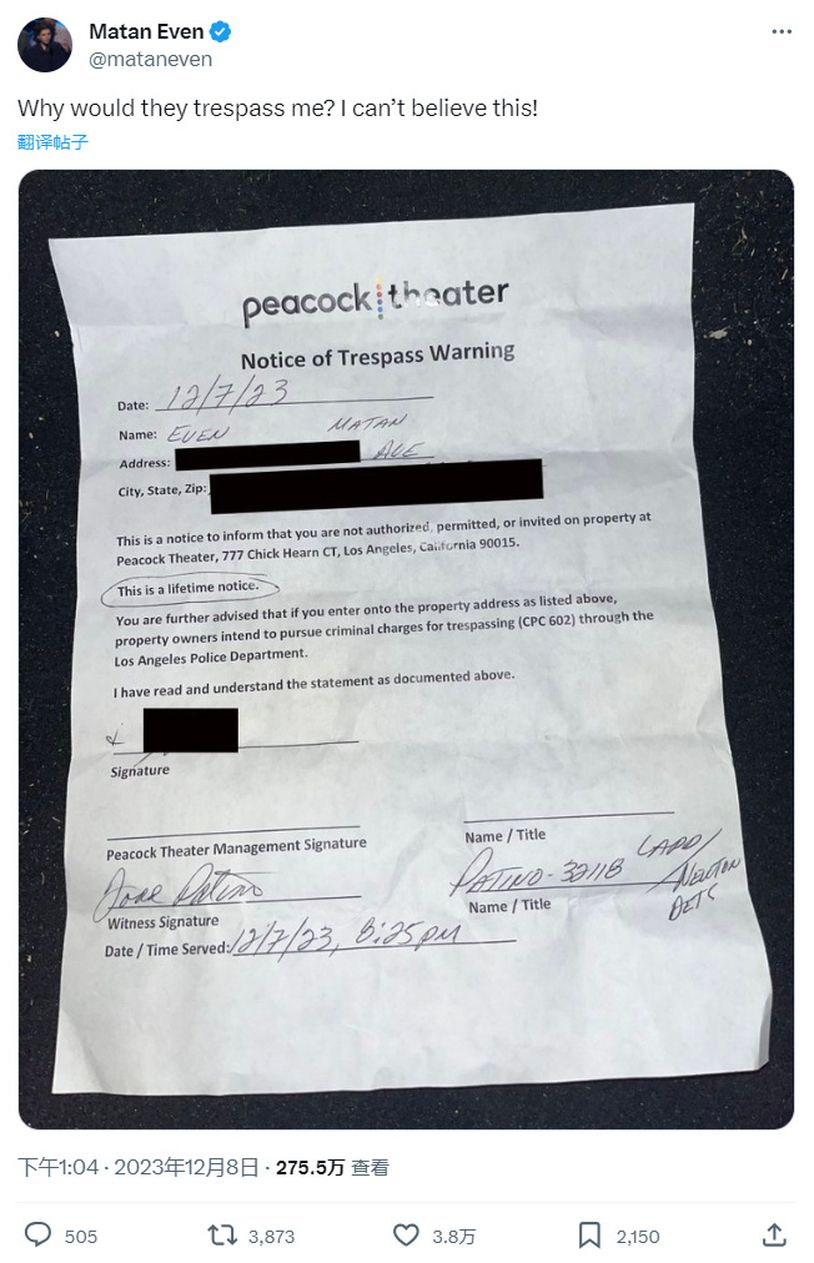 Matan Even
@mataneven
Why would they trespass me? I can’t believe this!
翻译帖子
peacock theater
Notice of Trespass Warning
Date: 12/7/23
Name: EVEN MATAN
Address: AVE
City, State, Zip:
This is a notice to inform that you are not authorized, permitted, or invited on property at
Peacock Theater, 777 Chick Hearn CT, Los Angeles, California 90015.
This is a lifetime notice.
You are further advised that if you enter onto the property address as listed above,
property owners intend to pursue criminal charges for trespassing (CPC 602) through the
Los Angeles Police Department.
I have read and understand the statement as documented above.
Signature
Peacock Theater Management Signature
Name / Title
Jose Patino
PATINO - 32118 LAPD/
NEWTON
DETS
Witness Signature
Name / Title
Date / Time Served: 12/7/23, 8:25 PM
下午1:04 · 2023年12月8日 · 275.5万 查看
505
3,873
3.8万
2,150